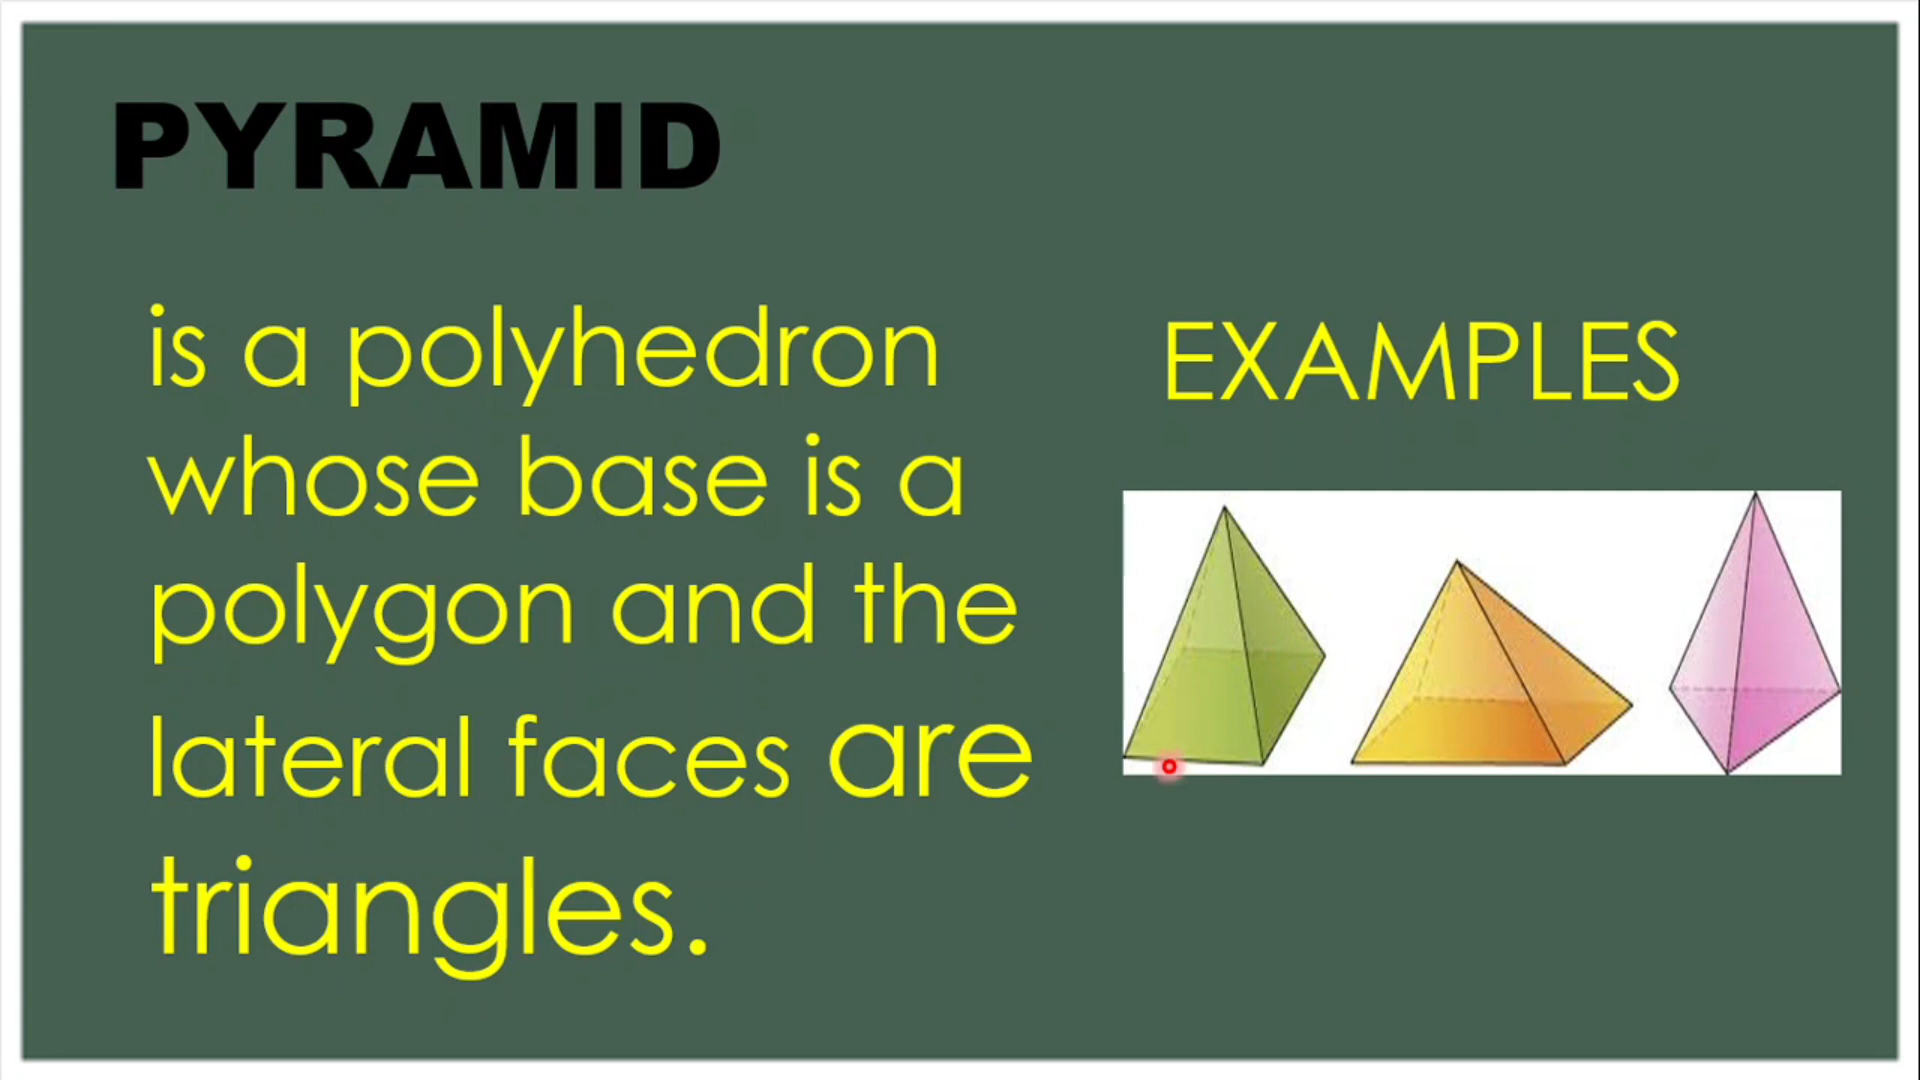 PYRAMID
is a polyhedron
whose base is a
polygon and the
lateral faces are
triangles.
EXAMPLES